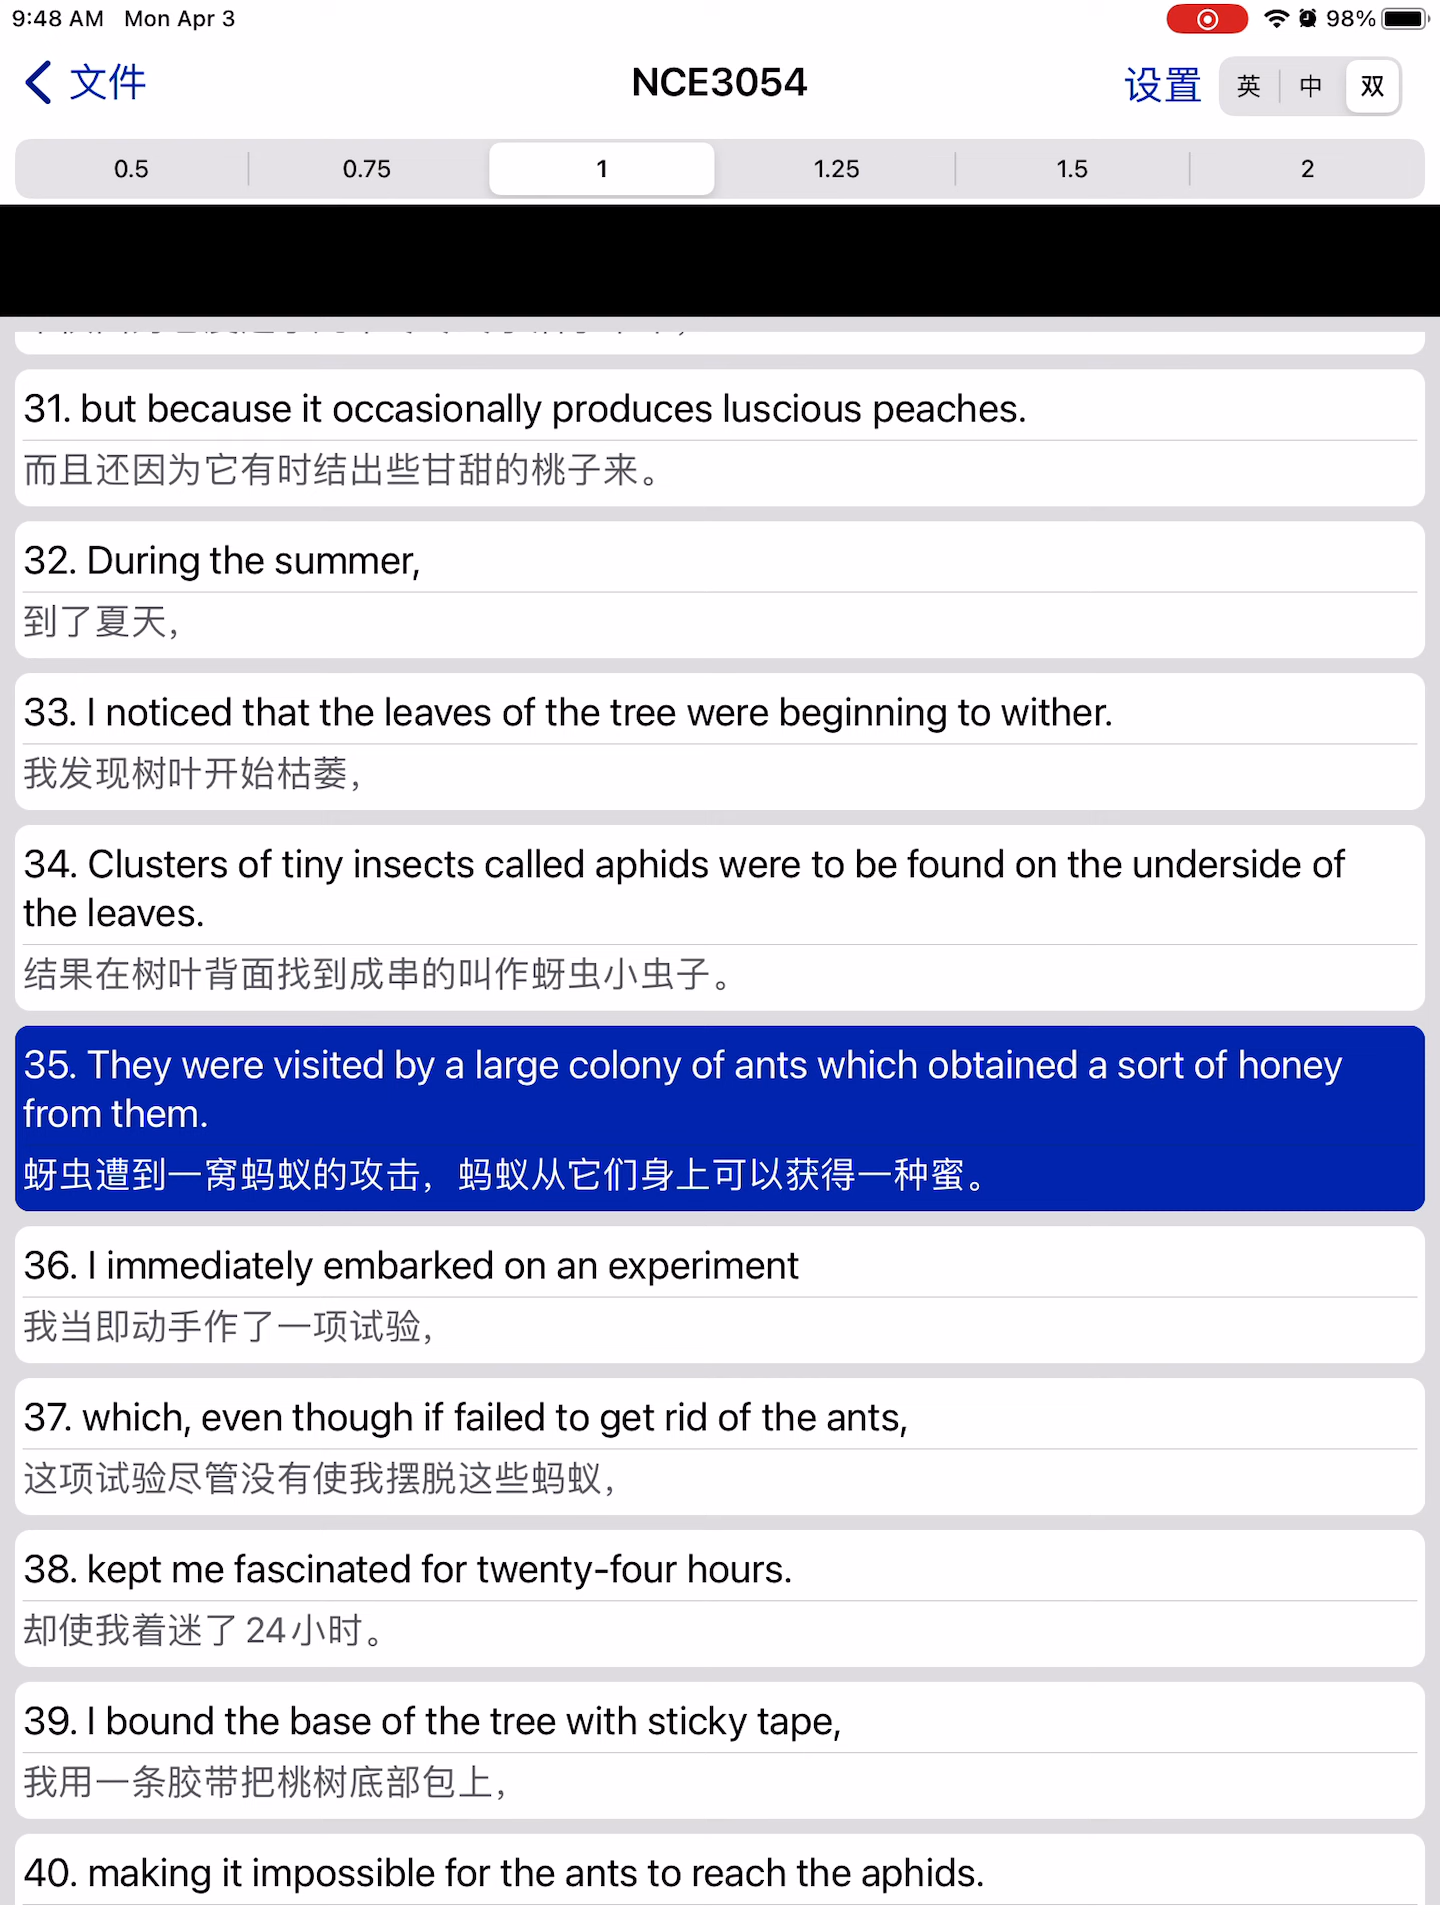 9:48 AM Mon Apr 3
98%
文件
NCE3054
设置
英
中
双
0.5
0.75
1
1.25
1.5
2
31. but because it occasionally produces luscious peaches.
而且还因为它有时结出些甘甜的桃子来。
32. During the summer,
到了夏天，
33. I noticed that the leaves of the tree were beginning to wither.
我发现树叶开始枯萎，
34. Clusters of tiny insects called aphids were to be found on the underside of
the leaves.
结果在树叶背面找到成串的叫作蚜虫小虫子。
35. They were visited by a large colony of ants which obtained a sort of honey
from them.
蚜虫遭到一窝蚂蚁的攻击，蚂蚁从它们身上可以获得一种蜜。
36. I immediately embarked on an experiment
我当即动手作了一项试验，
37. which, even though if failed to get rid of the ants,
这项试验尽管没有使我摆脱这些蚂蚁，
38. kept me fascinated for twenty-four hours.
却使我着迷了24小时。
39. I bound the base of the tree with sticky tape,
我用一条胶带把桃树底部包上，
40. making it impossible for the ants to reach the aphids.